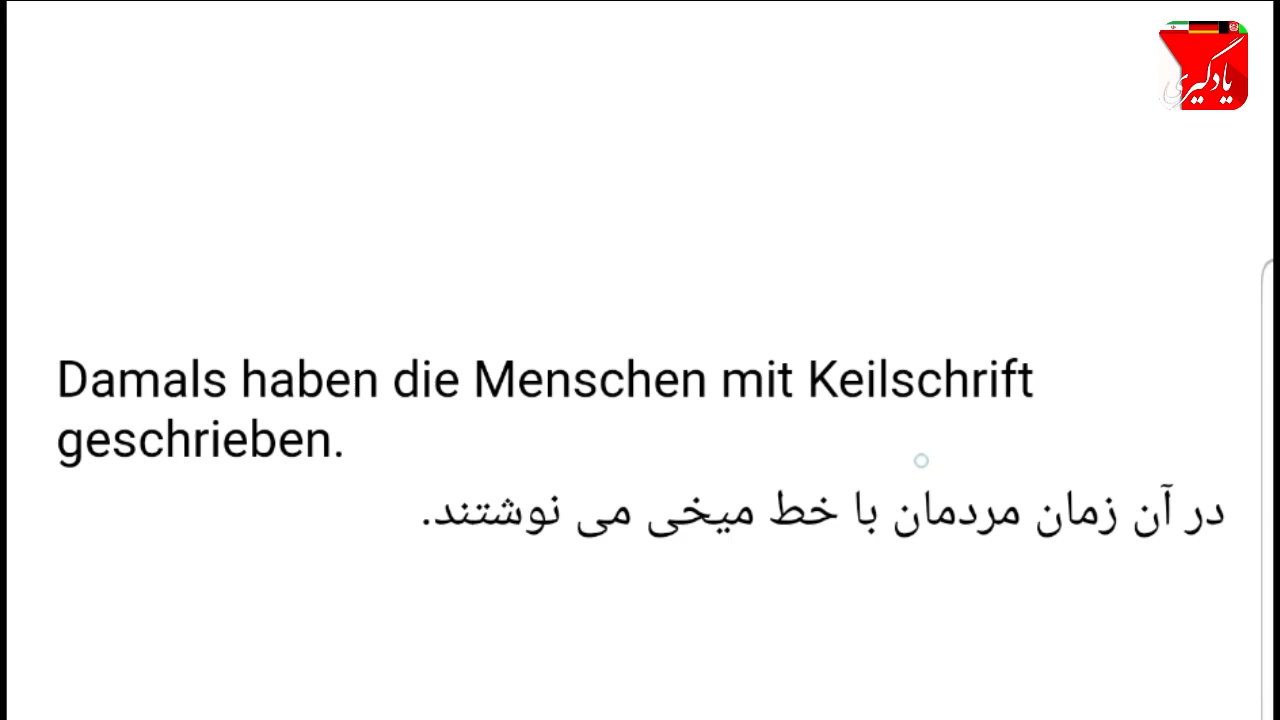 یادگیری
Damals haben die Menschen mit Keilschrift
geschrieben.
در آن زمان مردمان با خط میخی می نوشتند.